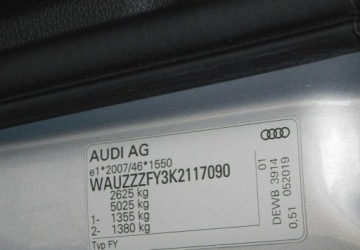 AUDI AG
e1*2007/46*1550
WAUZZZFY3K2117090
2625 kg
5025 kg
1- 1355 kg
2- 1380 kg
Typ FY
01
DEWB 3914
0.51 052019